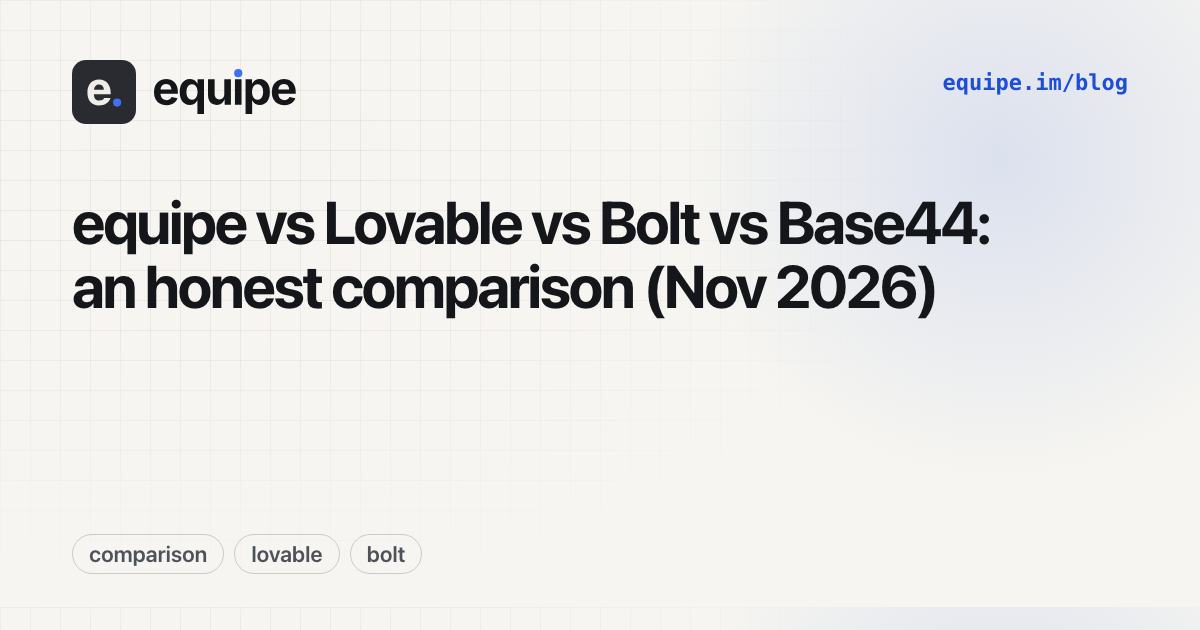 e.
equipe
equipe.im/blog
equipe vs Lovable vs Bolt vs Base44:
an honest comparison (Nov 2026)
comparison
lovable
bolt